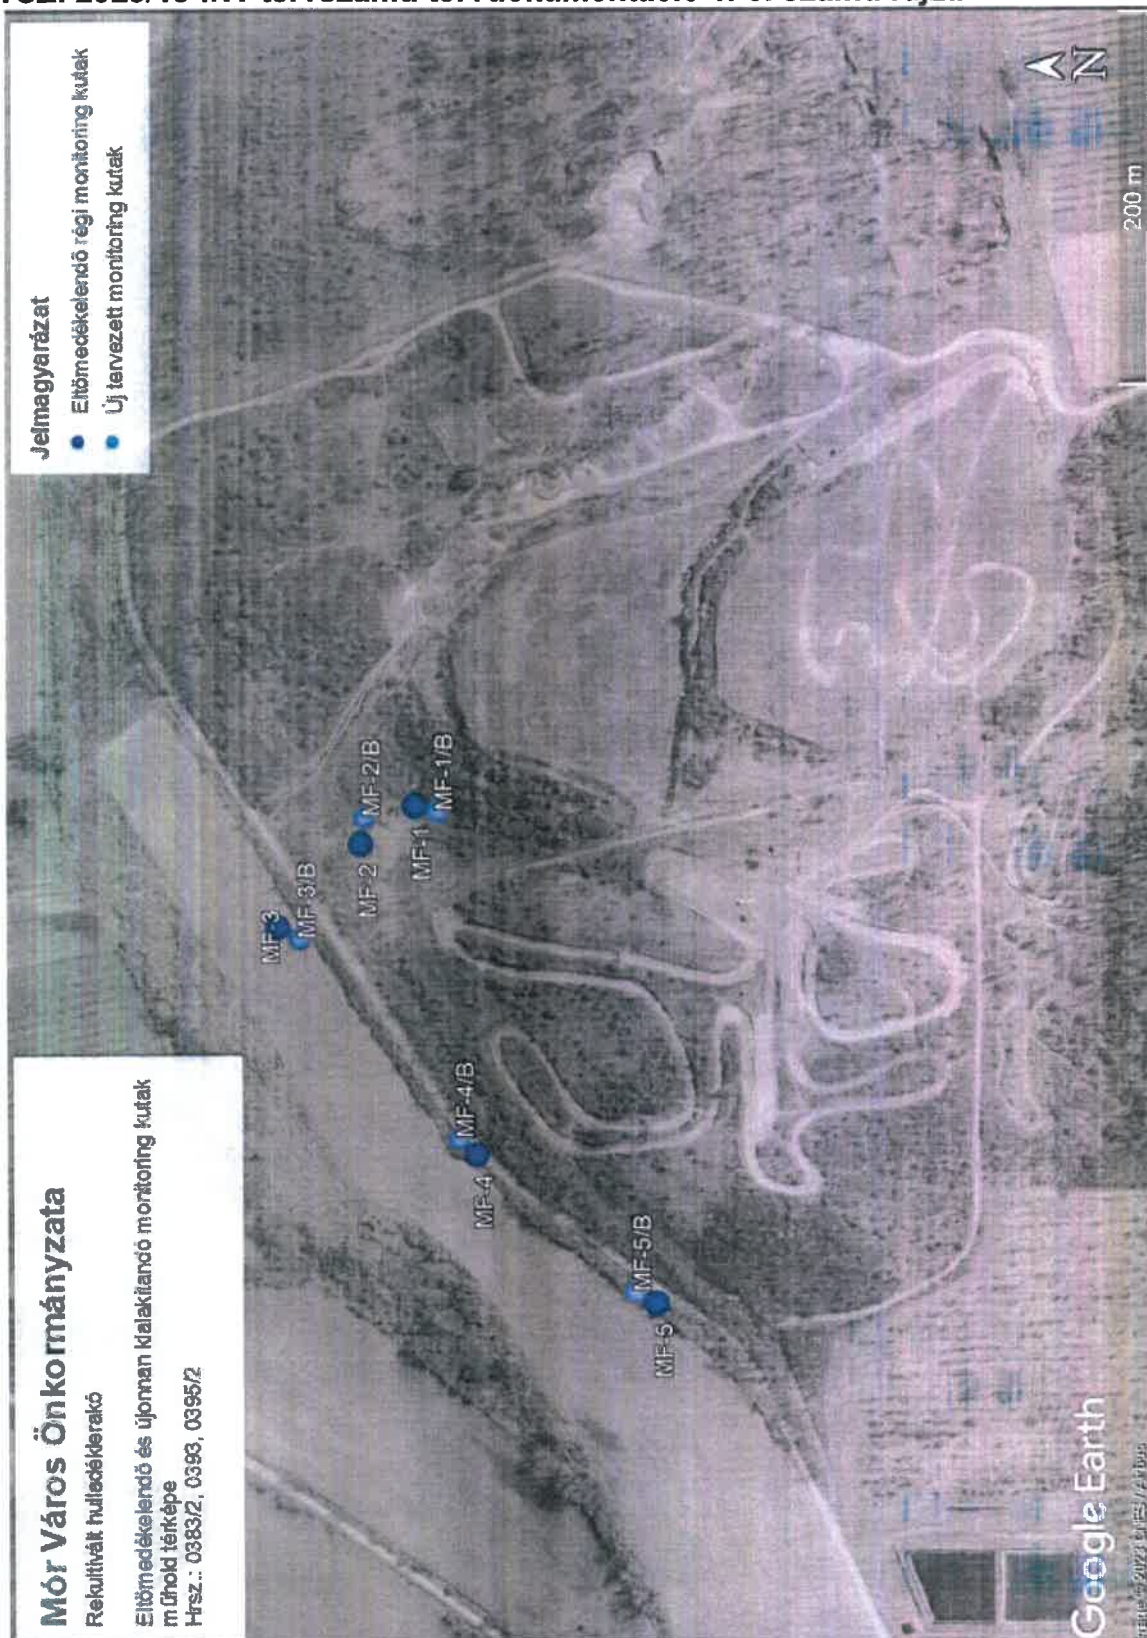 Mór Város Önkormányzata
Rekultivált hulladéklerakó
Eltömedékelendő és újonnan kialakítandó monitoring kutak
műhold térképe
Hrsz.: 0383/2, 0393, 0395/2
Jelmagyarázat
Eltömedékelendő régi monitoring kutak
Új tervezett monitoring kutak
MF-3
MF-3/B
MF-2
MF-2/B
MF-1
MF-1/B
MF-4
MF-4/B
MF-5
MF-5/B
Google Earth
N
200 m